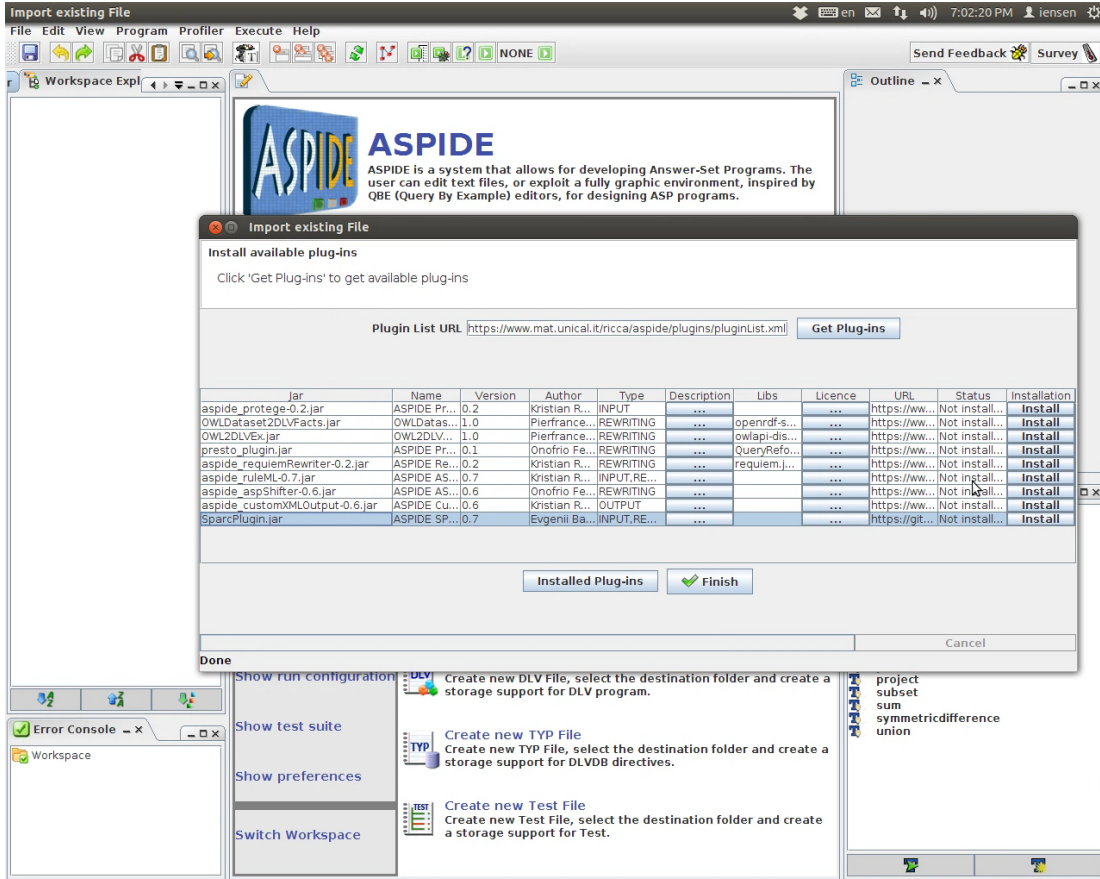 Import existing File
en
7:02:20 PM
iensen
File Edit View Program Profiler Execute Help
NONE
Send Feedback
Survey
r
Workspace Expl
Outline
ASPIDE
ASPIDE
ASPIDE is a system that allows for developing Answer-Set Programs. The
user can edit text files, or exploit a fully graphic environment, inspired by
QBE (Query By Example) editors, for designing ASP programs.
Import existing File
Install available plug-ins
Click 'Get Plug-ins' to get available plug-ins
Plugin List URL https://www.mat.unical.it/ricca/aspide/plugins/pluginList.xml Get Plug-ins
Jar Name Version Author Type Description Libs Licence URL Status Installation
aspide_protege-0.2.jar ASPIDE Pr... 0.2 Kristian R... INPUT ... ... https://ww... Not install... Install
OWLDataset2DLVFacts.jar OWLDatas... 1.0 Pierfrance... REWRITING ... openrdf-s... ... https://ww... Not install... Install
OWL2DLVEx.jar OWL2DLV... 1.0 Pierfrance... REWRITING ... owlapi-dis... ... https://ww... Not install... Install
presto_plugin.jar ASPIDE Pr... 0.1 Onofrio Fe... REWRITING ... QueryRefo... ... https://ww... Not install... Install
aspide_requiemRewriter-0.2.jar ASPIDE Re... 0.2 Kristian R... REWRITING ... requiem.j... ... https://ww... Not install... Install
aspide_ruleML-0.7.jar ASPIDE AS... 0.7 Kristian R... INPUT,RE... ... ... https://ww... Not install... Install
aspide_aspShifter-0.6.jar ASPIDE AS... 0.6 Onofrio Fe... REWRITING ... ... https://ww... Not install... Install
aspide_customXMLOutput-0.6.jar ASPIDE Cu... 0.6 Kristian R... OUTPUT ... ... https://ww... Not install... Install
SparcPlugin.jar ASPIDE SP... 0.7 Evgenii Ba... INPUT,RE... ... ... https://git... Not install... Install
Installed Plug-ins
Finish
Cancel
Done
Show run configuration
DLV
Create new DLV File, select the destination folder and create a
storage support for DLV program.
Show test suite
TYP
Create new TYP File
Create new TYP File, select the destination folder and create a
storage support for DLVDB directives.
Show preferences
TEST
Create new Test File
Create new Test File, select the destination folder and create
a storage support for Test.
Switch Workspace
project
subset
sum
symmetricdifference
union
Error Console
Workspace